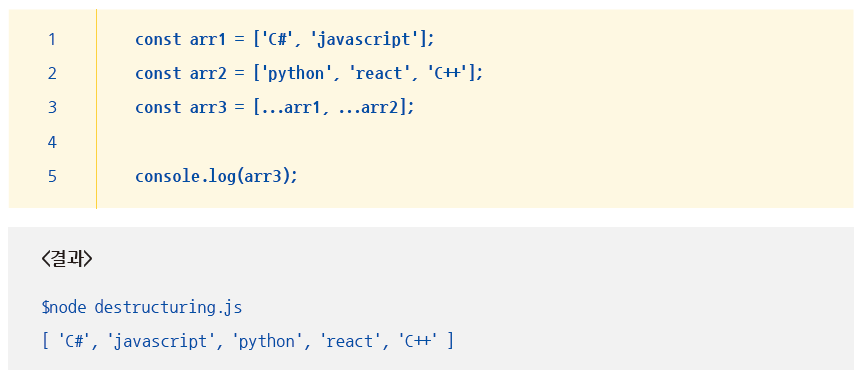 1 const arr1 = ['C#', 'javascript'];
2 const arr2 = ['python', 'react', 'C++'];
3 const arr3 = [...arr1, ...arr2];
4
5 console.log(arr3);
<결과>
$node destructuring.js
[ 'C#', 'javascript', 'python', 'react', 'C++' ]